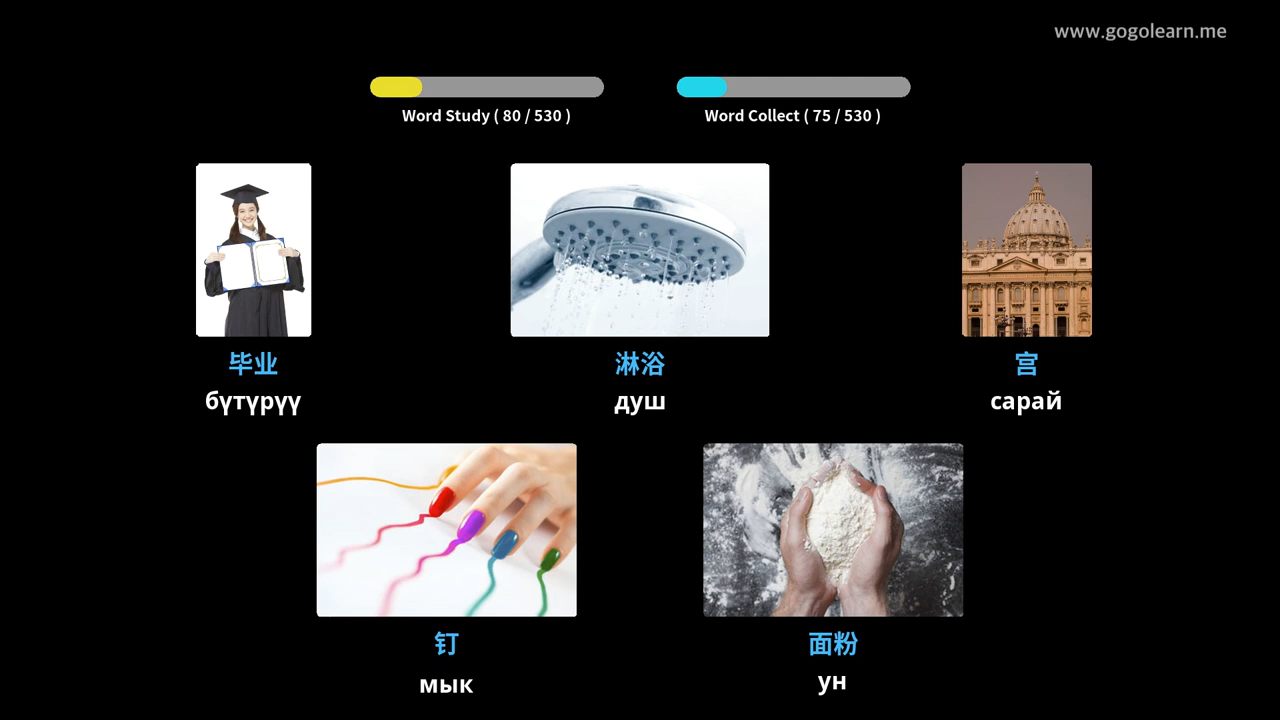 www.gogolearn.me
Word Study ( 80 / 530 )
Word Collect ( 75 / 530 )
毕业
淋浴
宫
бүтүрүү
душ
сарай
钉
面粉
мык
ун